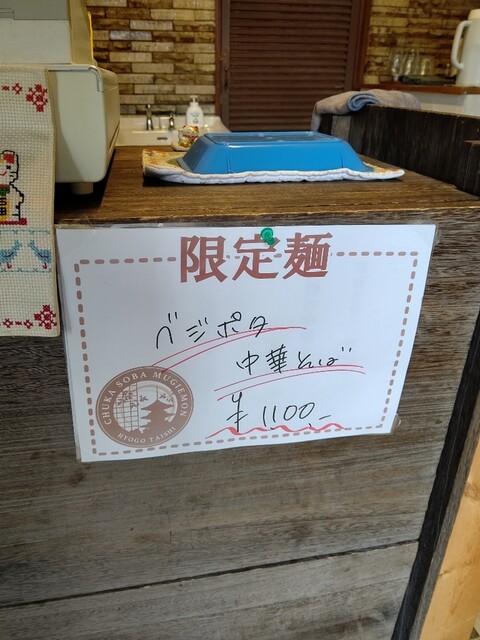 限定麺
ベジポタ
中華そば
¥1100.-
CHUKA SOBA MUGIEMON
HYOGO TAISHI